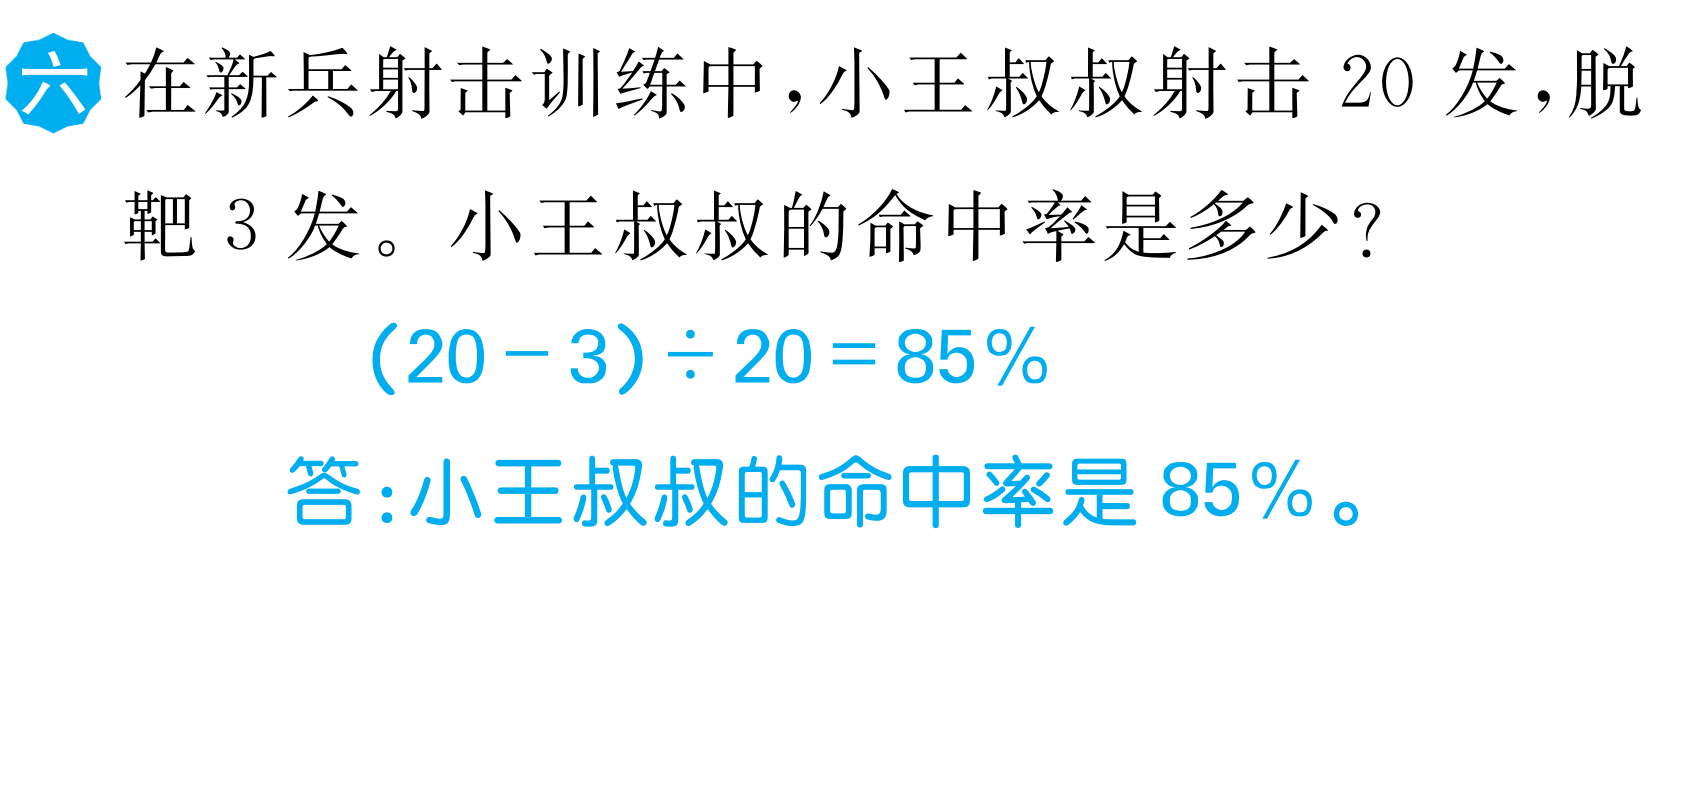 六 在新兵射击训练中,小王叔叔射击 20 发,脱
靶 3 发。小王叔叔的命中率是多少?
(20-3)÷20=85%
答:小王叔叔的命中率是 85%。